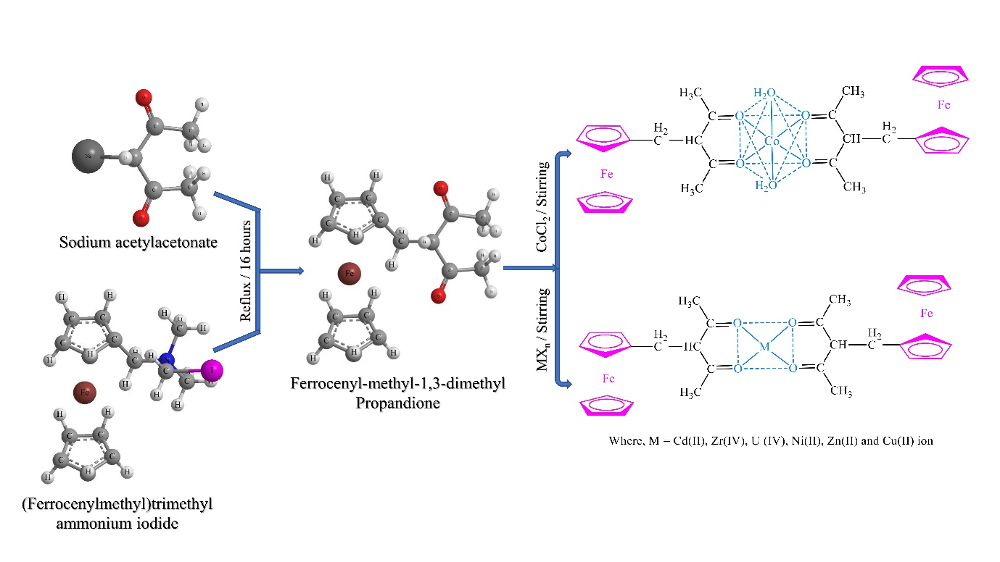 Sodium acetylacetonate
(Ferrocenylmethyl)trimethyl
ammonium iodide
Reflux / 16 hours
Ferrocenyl-methyl-1,3-dimethyl
Propandione
CoCl2 / Stirring
MXn / Stirring
H3C
H2O
CH3
C
O
O
C
Fe
H2
C
HC
Co
CH
H2
C
C
O
O
C
Fe
H3C
H2O
CH3
H3C
CH3
C
O
O
C
Fe
H2
C
HC
M
CH
H2
C
C
O
O
C
Fe
H3C
CH3
Where, M = Cd(II), Zr(IV), U (IV), Ni(II), Zn(II) and Cu(II) ion